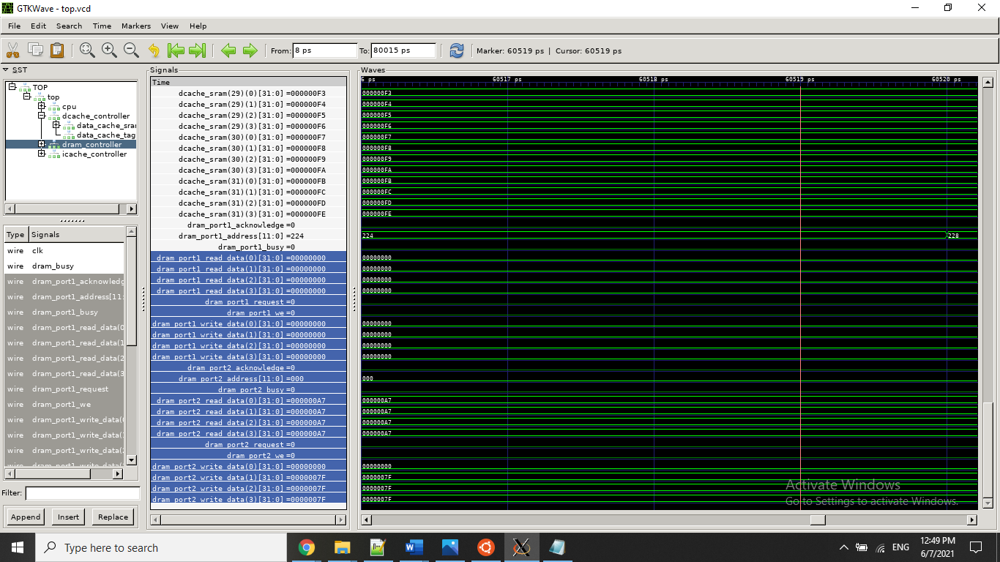 GTKWave - top.vcd
File Edit Search Time Markers View Help
From: 8 ps To: 80015 ps Marker: 60519 ps | Cursor: 60519 ps
SST
TOP
top
cpu
dcache_controller
data_cache_sra
data_cache_tag
dram_controller
icache_controller
Type Signals
wire clk
wire dram_busy
wire dram_port1_acknowledg
wire dram_port1_address[11:
wire dram_port1_busy
wire dram_port1_read_data(0
wire dram_port1_read_data(1
wire dram_port1_read_data(2
wire dram_port1_read_data(3
wire dram_port1_request
wire dram_port1_we
wire dram_port1_write_data(
wire dram_port1_write_data(
wire dram_port1_write_data(
wire dram_port1_write_data(
Filter:
Append Insert Replace
Signals
Time
dcache_sram(29)(0)[31:0] =000000F3
dcache_sram(29)(1)[31:0] =000000F4
dcache_sram(29)(2)[31:0] =000000F5
dcache_sram(29)(3)[31:0] =000000F6
dcache_sram(30)(0)[31:0] =000000F7
dcache_sram(30)(1)[31:0] =000000F8
dcache_sram(30)(2)[31:0] =000000F9
dcache_sram(30)(3)[31:0] =000000FA
dcache_sram(31)(0)[31:0] =000000FB
dcache_sram(31)(1)[31:0] =000000FC
dcache_sram(31)(2)[31:0] =000000FD
dcache_sram(31)(3)[31:0] =000000FE
dram_port1_acknowledge =0
dram_port1_address[11:0] =224
dram_port1_busy =0
dram_port1_read_data(0)[31:0] =00000000
dram_port1_read_data(1)[31:0] =00000000
dram_port1_read_data(2)[31:0] =00000000
dram_port1_read_data(3)[31:0] =00000000
dram_port1_request =0
dram_port1_we =0
dram_port1_write_data(0)[31:0] =00000000
dram_port1_write_data(1)[31:0] =00000000
dram_port1_write_data(2)[31:0] =00000000
dram_port1_write_data(3)[31:0] =00000000
dram_port2_acknowledge =0
dram_port2_address[11:0] =000
dram_port2_busy =0
dram_port2_read_data(0)[31:0] =000000A7
dram_port2_read_data(1)[31:0] =000000A7
dram_port2_read_data(2)[31:0] =000000A7
dram_port2_read_data(3)[31:0] =000000A7
dram_port2_request =0
dram_port2_we =0
dram_port2_write_data(0)[31:0] =00000000
dram_port2_write_data(1)[31:0] =0000007F
dram_port2_write_data(2)[31:0] =0000007F
dram_port2_write_data(3)[31:0] =0000007F
Waves
6 ps 60517 ps 60518 ps 60519 ps 60520 ps
000000F3
000000F4
000000F5
000000F6
000000F7
000000F8
000000F9
000000FA
000000FB
000000FC
000000FD
000000FE
224 228
00000000
00000000
00000000
00000000
00000000
00000000
00000000
00000000
000
000000A7
000000A7
000000A7
000000A7
00000000
0000007F
0000007F
0000007F
Activate Windows
Go to Settings to activate Windows.
Type here to search
ENG
12:49 PM
6/7/2021